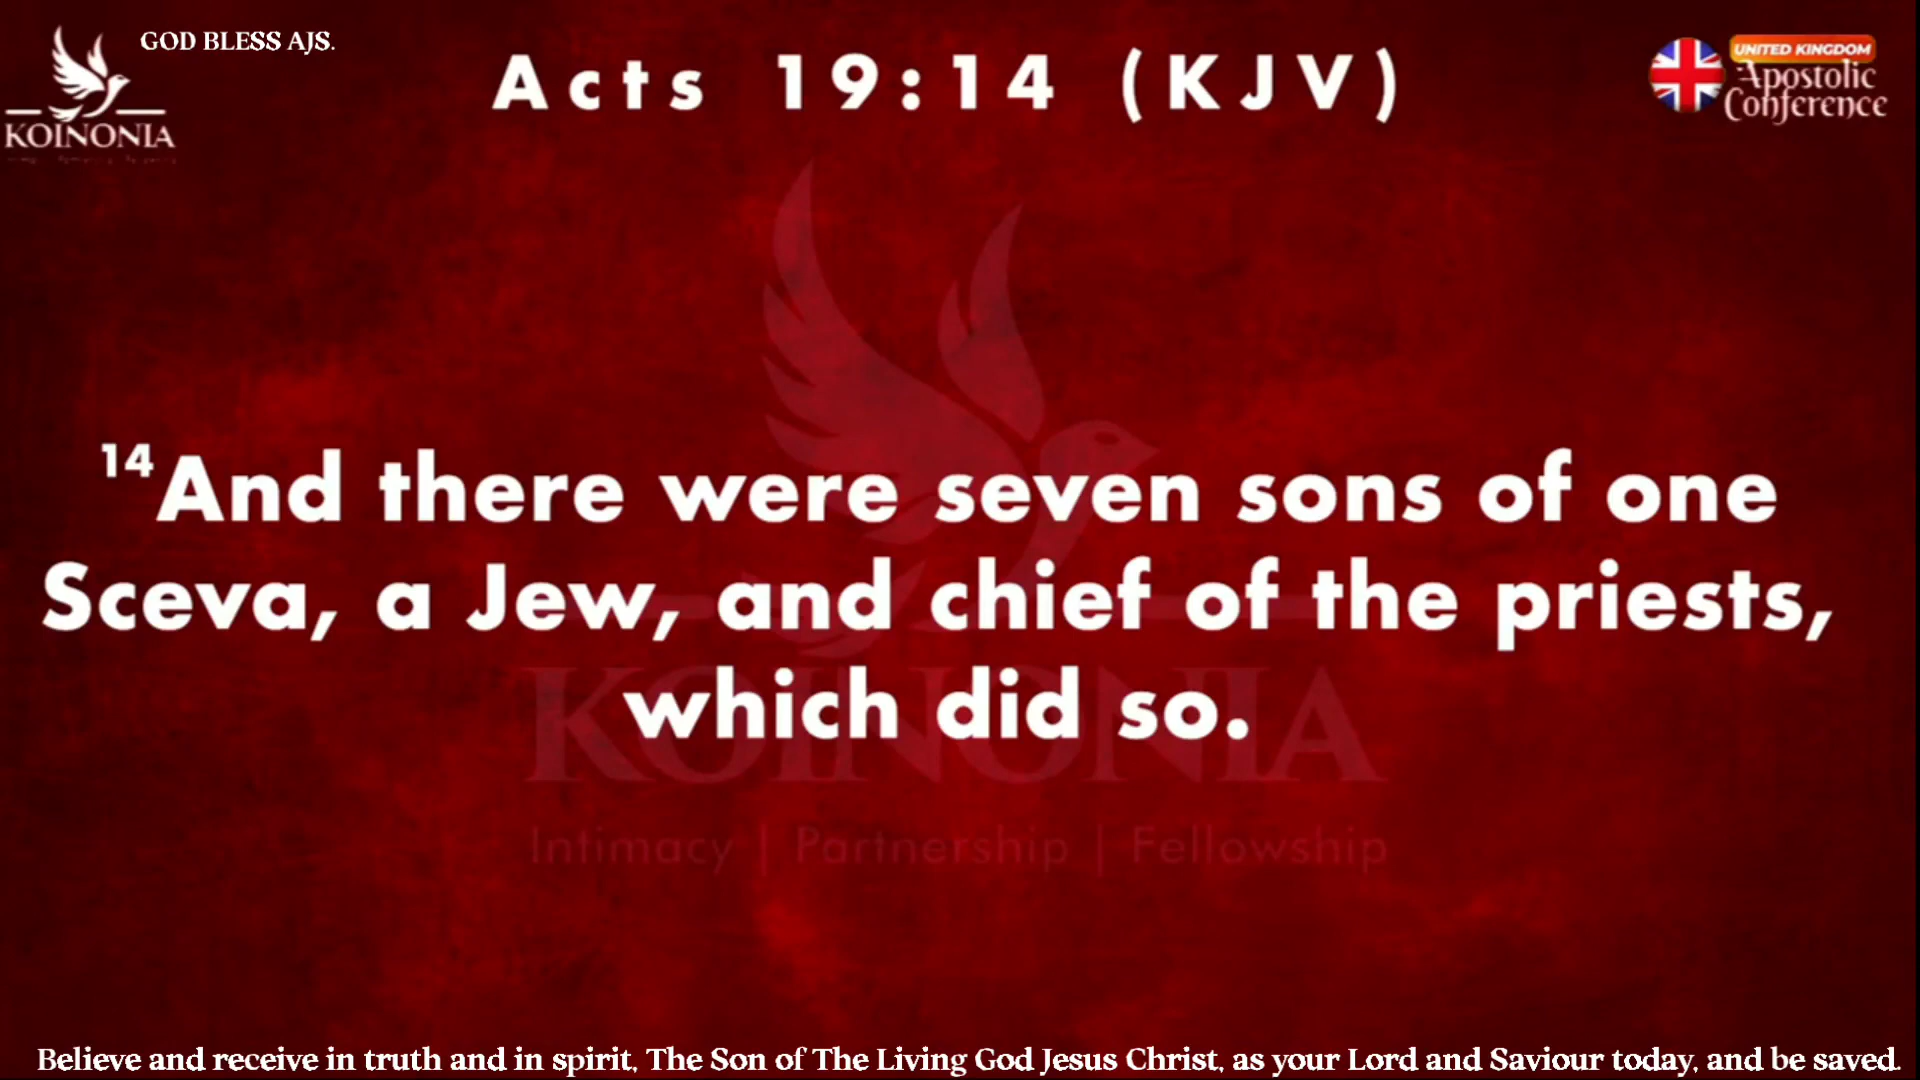 GOD BLESS AJS.
KOINONIA
Acts 19:14 (KJV)
UNITED KINGDOM
Apostolic
Conference
14And there were seven sons of one
Sceva, a Jew, and chief of the priests,
which did so.
KOINONIA
Intimacy | Partnership | Fellowship
Believe and receive in truth and in spirit, The Son of The Living God Jesus Christ, as your Lord and Saviour today, and be saved.